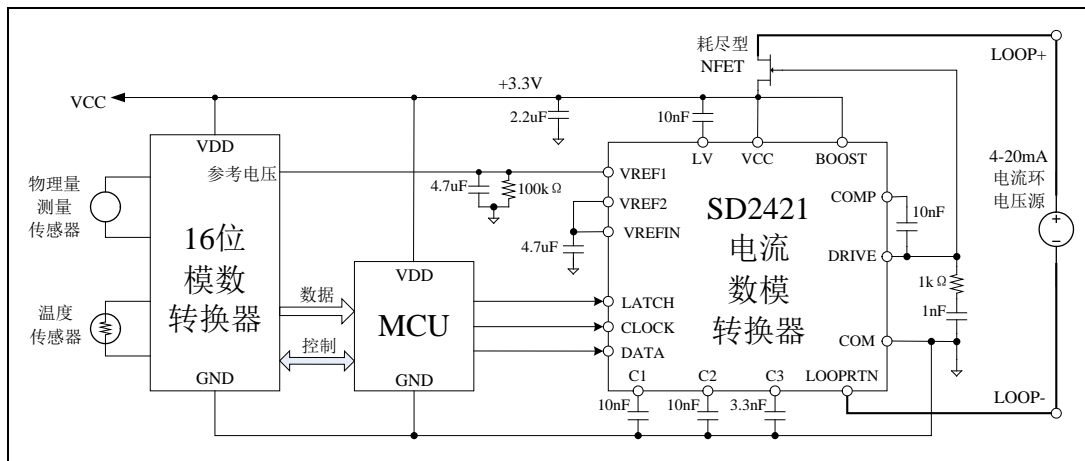 耗尽型
NFET
LOOP+
VCC
+3.3V
2.2uF
10nF
VDD
LV
VCC
BOOST
4-20mA
电流环
电压源
参考电压
VREF1
4.7uF
100kΩ
物理量
测量
传感器
VREF2
VREFIN
4.7uF
SD2421
电流
数模
转换器
COMP
10nF
DRIVE
16位
模数
转换器
VDD
1kΩ
1nF
数据
LATCH
温度
传感器
MCU
CLOCK
控制
DATA
COM
GND
GND
C1
C2
C3
LOOPRTN
10nF
10nF
3.3nF
LOOP-